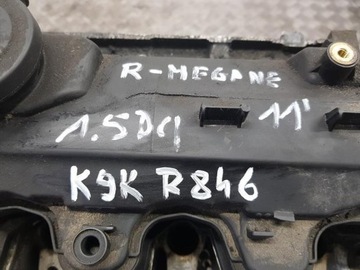 R-MEGANE
1.5DCI 11'
K9K R846